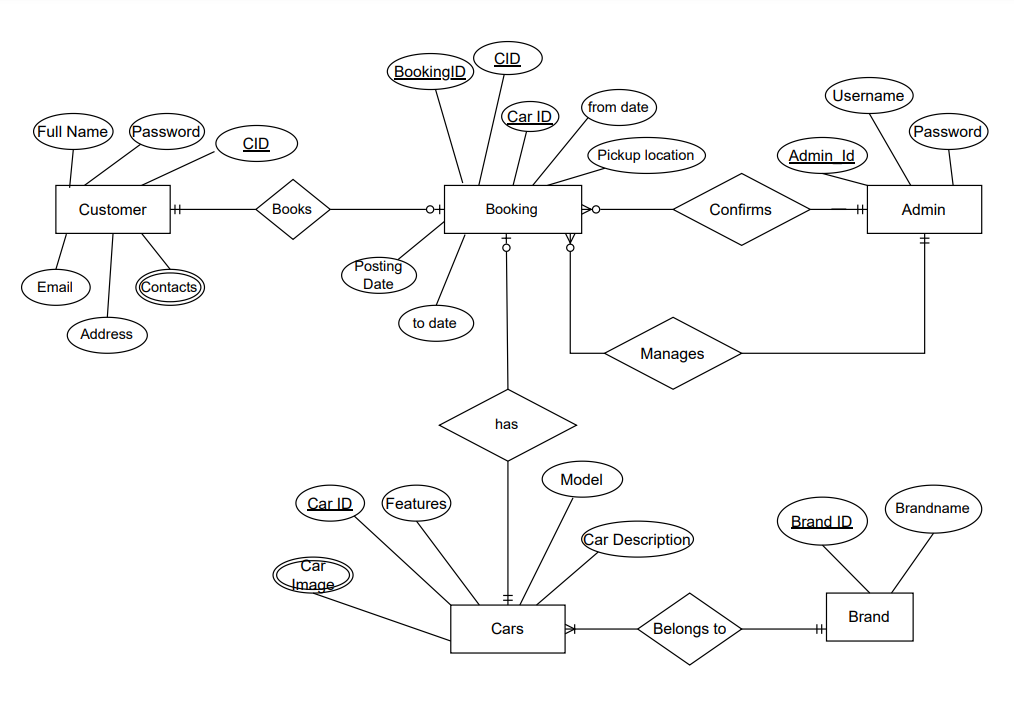 CID
BookingID
Username
from date
Car ID
Full Name
Password
Password
CID
Pickup location
Admin_Id
Customer
Books
Booking
Confirms
Admin
Posting
Date
Email
Contacts
to date
Address
Manages
has
Model
Car ID
Features
Brandname
Brand ID
Car Description
Car
Image
Brand
Cars
Belongs to